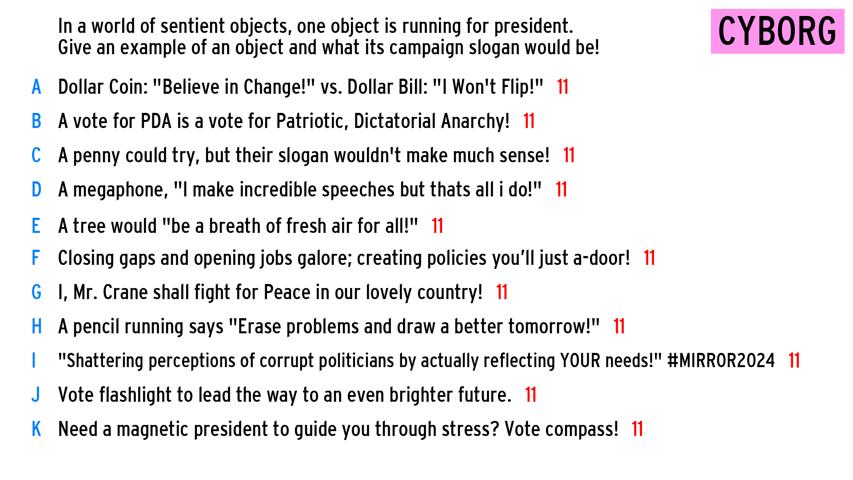 In a world of sentient objects, one object is running for president.
Give an example of an object and what its campaign slogan would be!
CYBORG
A Dollar Coin: "Believe in Change!" vs. Dollar Bill: "I Won't Flip!" 11
B A vote for PDA is a vote for Patriotic, Dictatorial Anarchy! 11
C A penny could try, but their slogan wouldn't make much sense! 11
D A megaphone, "I make incredible speeches but thats all i do!" 11
E A tree would "be a breath of fresh air for all!" 11
F Closing gaps and opening jobs galore; creating policies you'll just a-door! 11
G I, Mr. Crane shall fight for Peace in our lovely country! 11
H A pencil running says "Erase problems and draw a better tomorrow!" 11
I "Shattering perceptions of corrupt politicians by actually reflecting YOUR needs!" #MIRROR2024 11
J Vote flashlight to lead the way to an even brighter future. 11
K Need a magnetic president to guide you through stress? Vote compass! 11